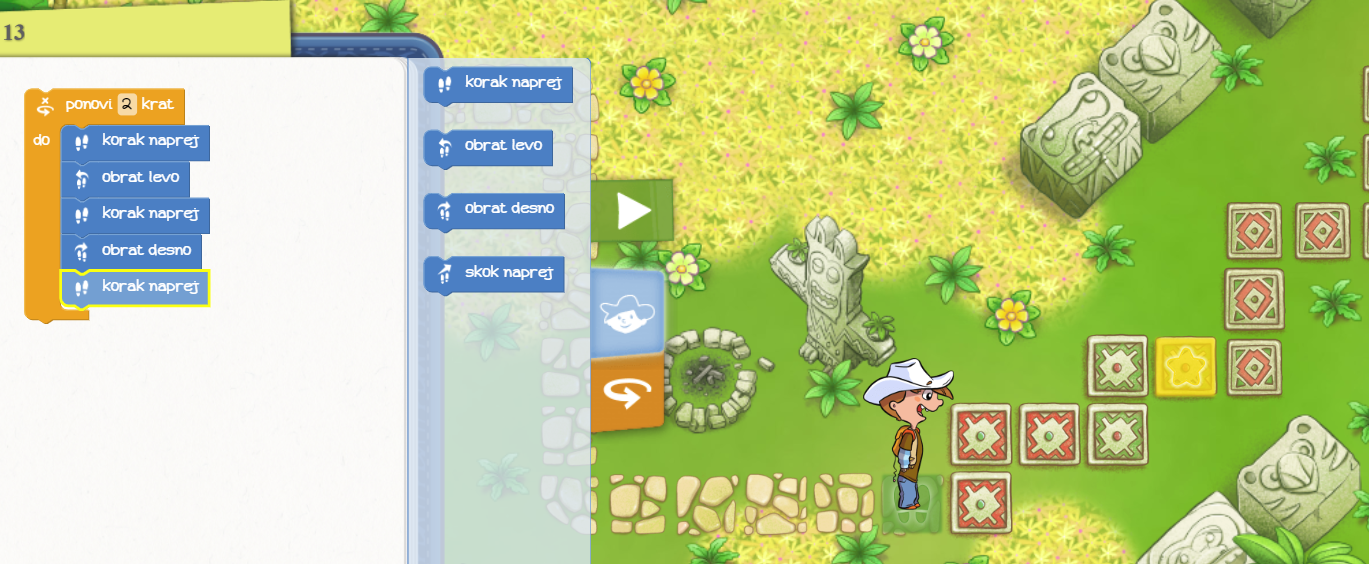 13
ponovi 2 krat
do
korak naprej
obrat levo
korak naprej
obrat desno
korak naprej
korak naprej
obrat levo
obrat desno
skok naprej